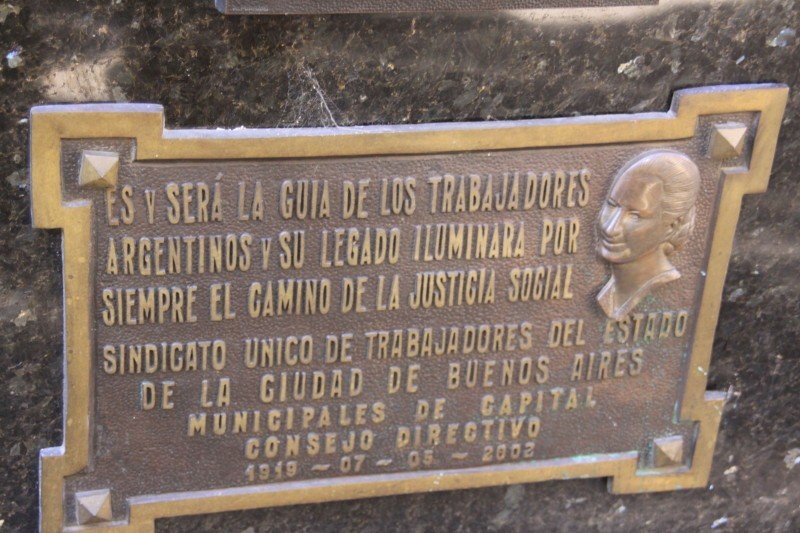 ES Y SERÁ LA GUIA DE LOS TRABAJADORES
ARGENTINOS Y SU LEGADO ILUMINARA POR
SIEMPRE EL CAMINO DE LA JUSTICIA SOCIAL
SINDICATO UNICO DE TRABAJADORES DEL ESTADO
DE LA CIUDAD DE BUENOS AIRES
MUNICIPALES DE CAPITAL
CONSEJO DIRECTIVO
1919 - 07 - 05 - 2002